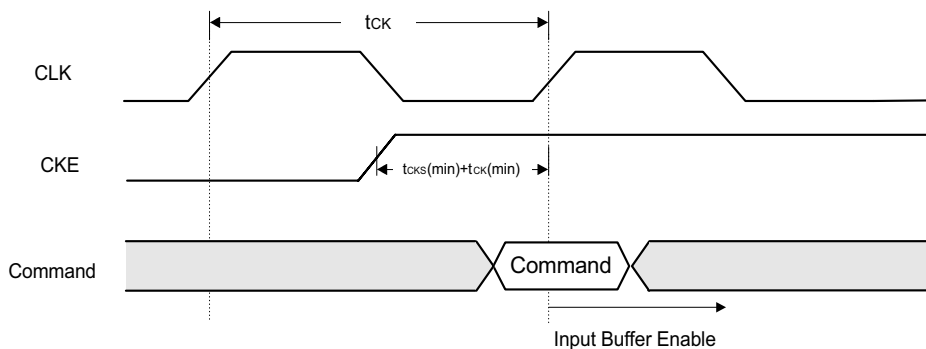 tCK
CLK
CKE
tCKS(min)+tCK(min)
Command
Command
Input Buffer Enable